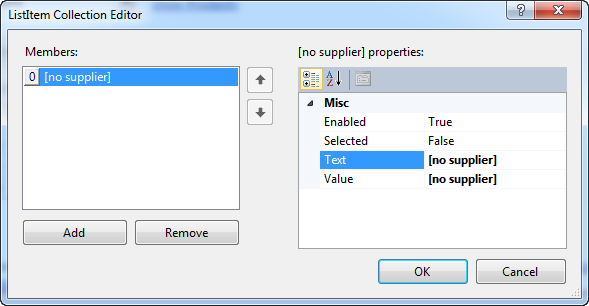 ListItem Collection Editor
Members:
0 [no supplier]
Add
Remove
[no supplier] properties:
Misc
Enabled True
Selected False
Text [no supplier]
Value [no supplier]
OK
Cancel